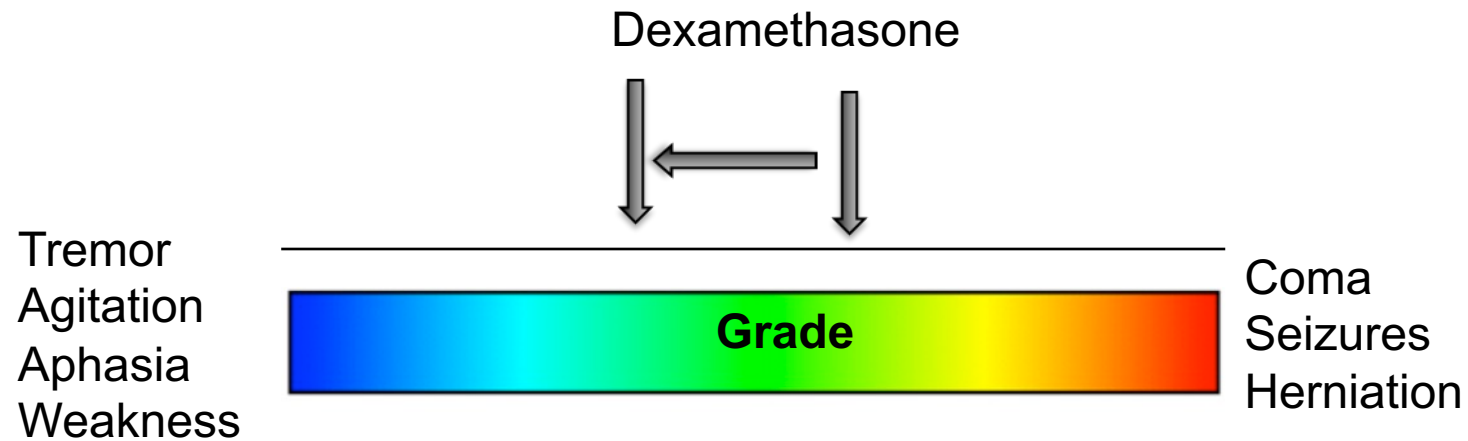 Dexamethasone
Tremor
Agitation
Aphasia
Weakness
Grade
Coma
Seizures
Herniation